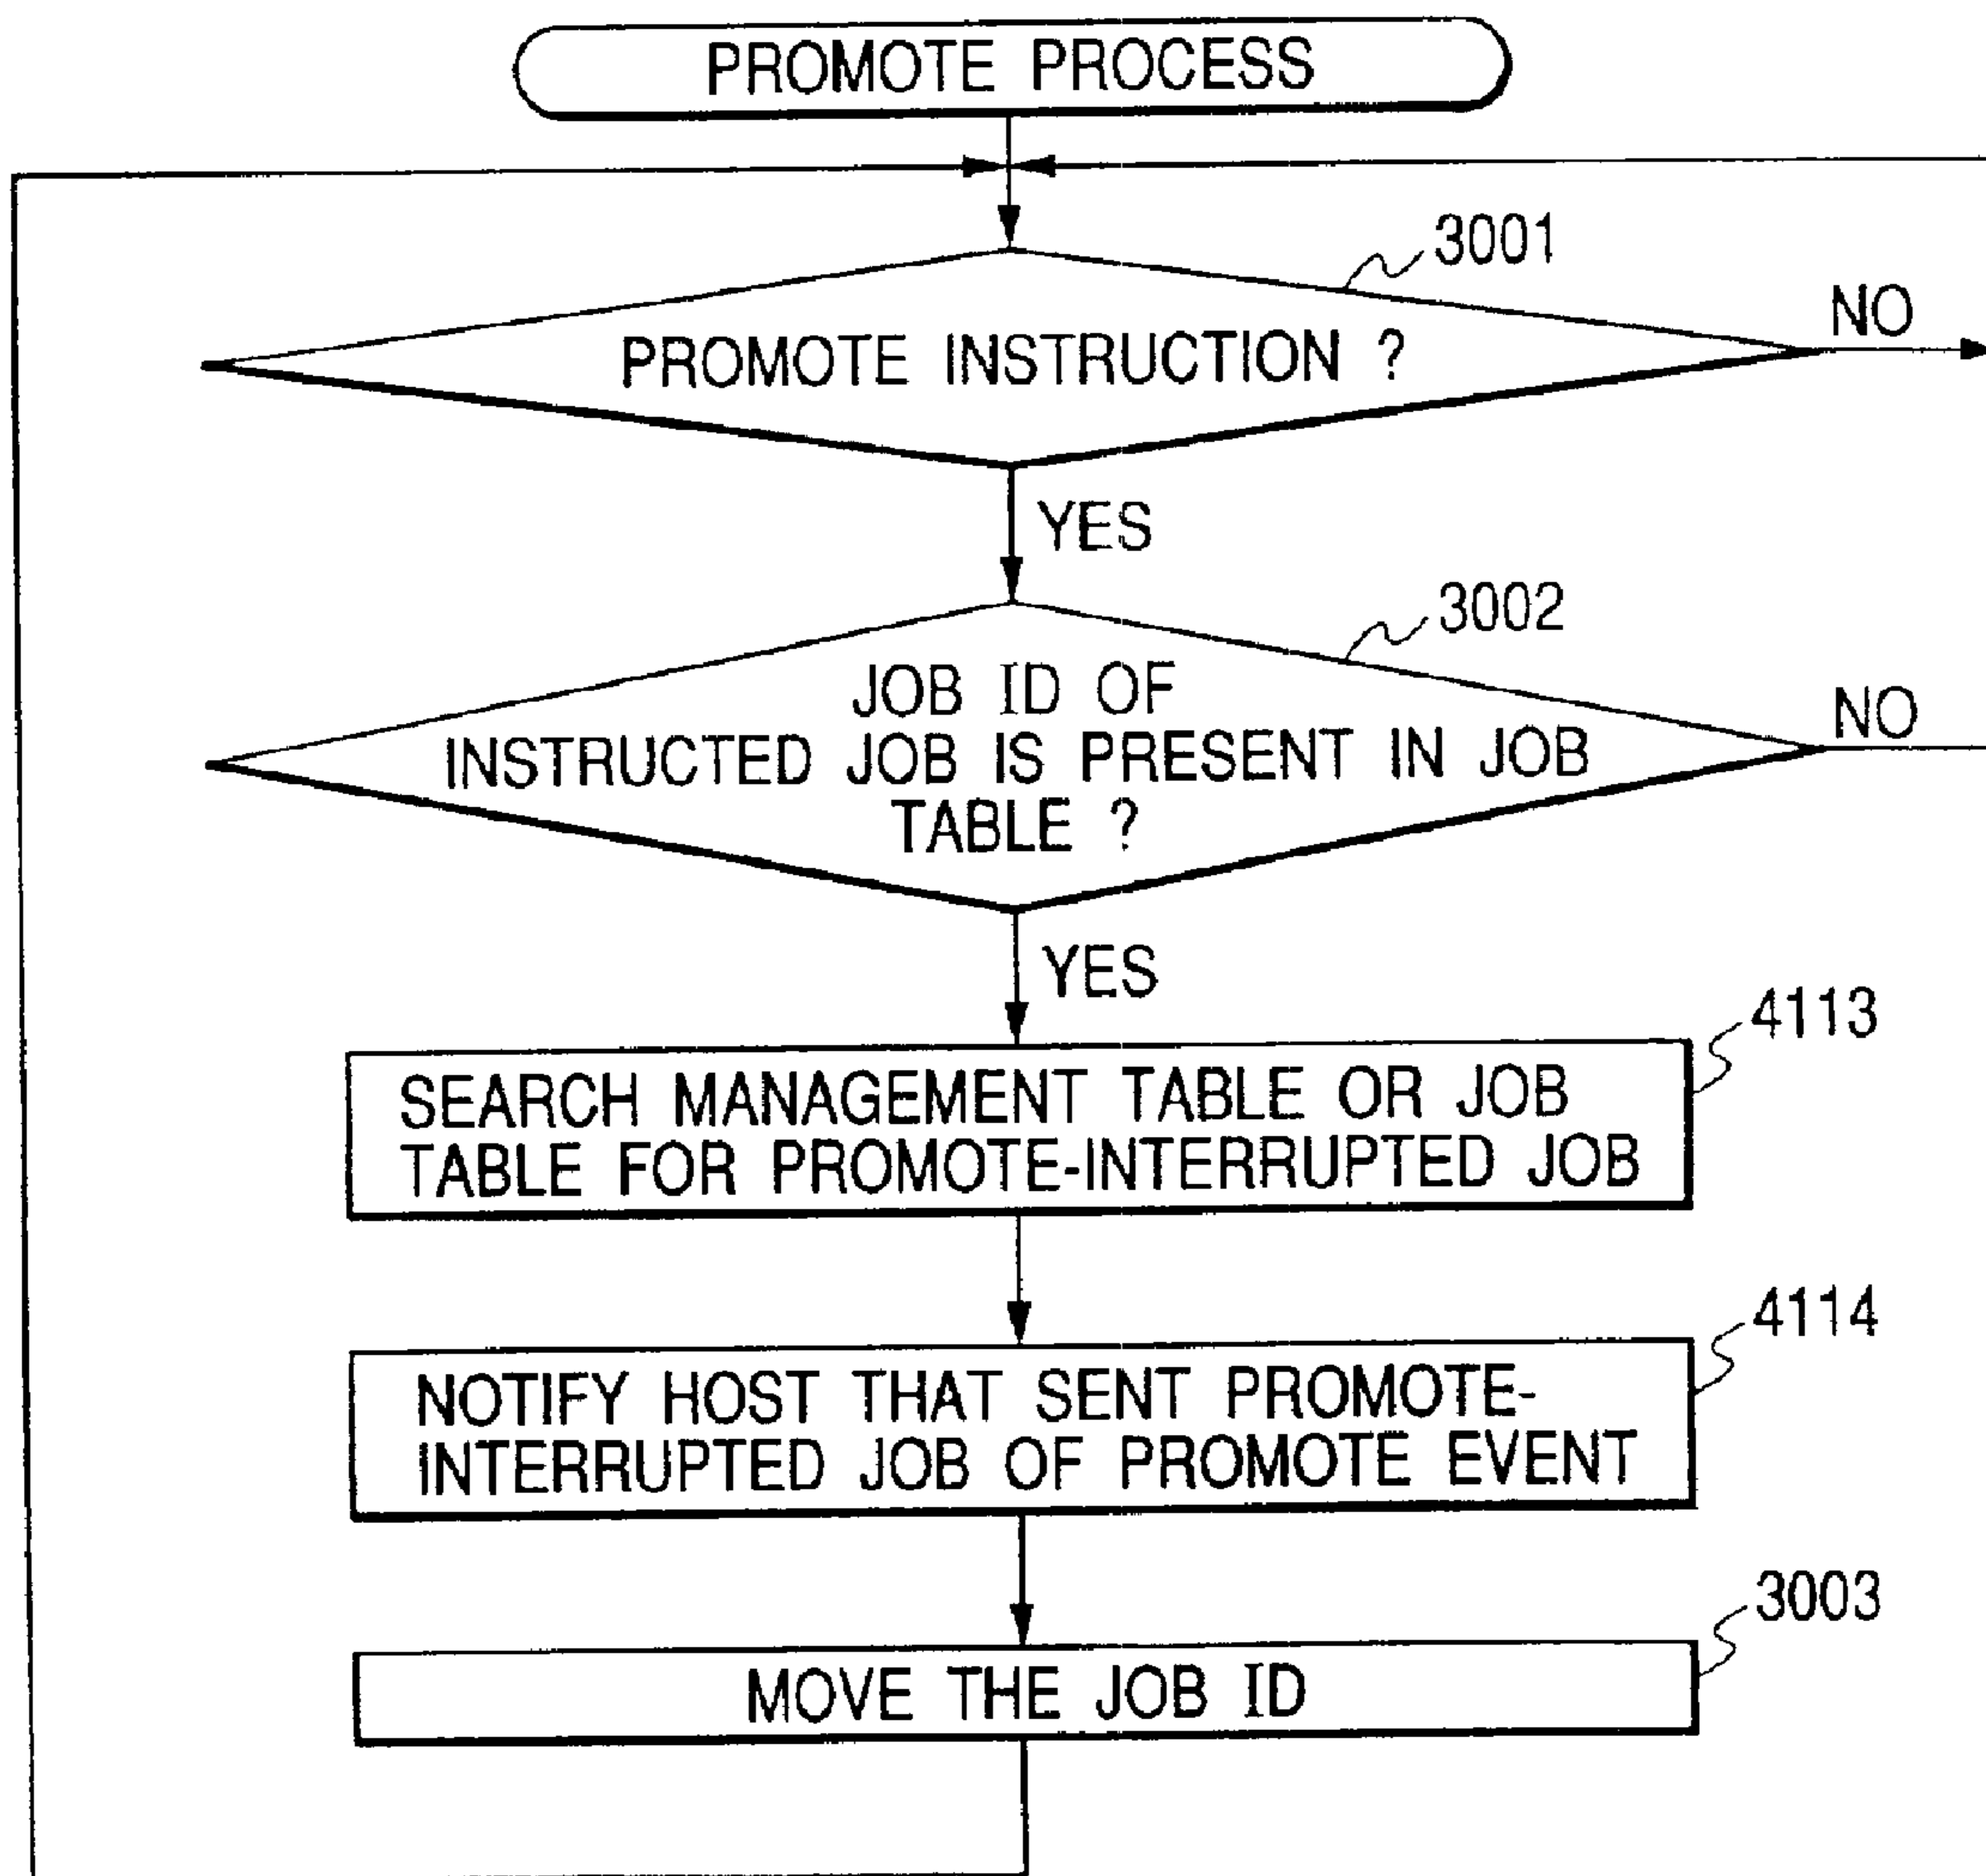 PROMOTE PROCESS
3001
NO
PROMOTE INSTRUCTION ?
YES
3002
JOB ID OF
NO
INSTRUCTED JOB IS PRESENT IN JOB
TABLE ?
YES
4113
SEARCH MANAGEMENT TABLE OR JOB
TABLE FOR PROMOTE-INTERRUPTED JOB
4114
NOTIFY HOST THAT SENT PROMOTE-
INTERRUPTED JOB OF PROMOTE EVENT
3003
MOVE THE JOB ID